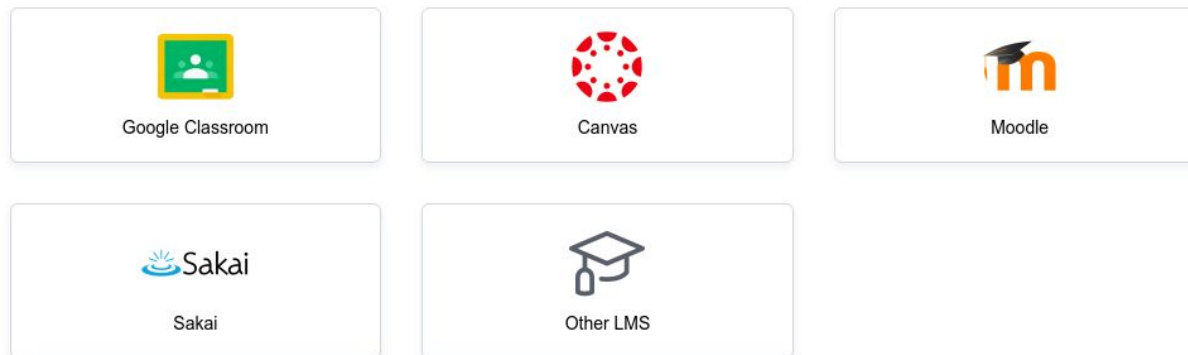 Google Classroom
Canvas
Moodle
Sakai
Sakai
Other LMS